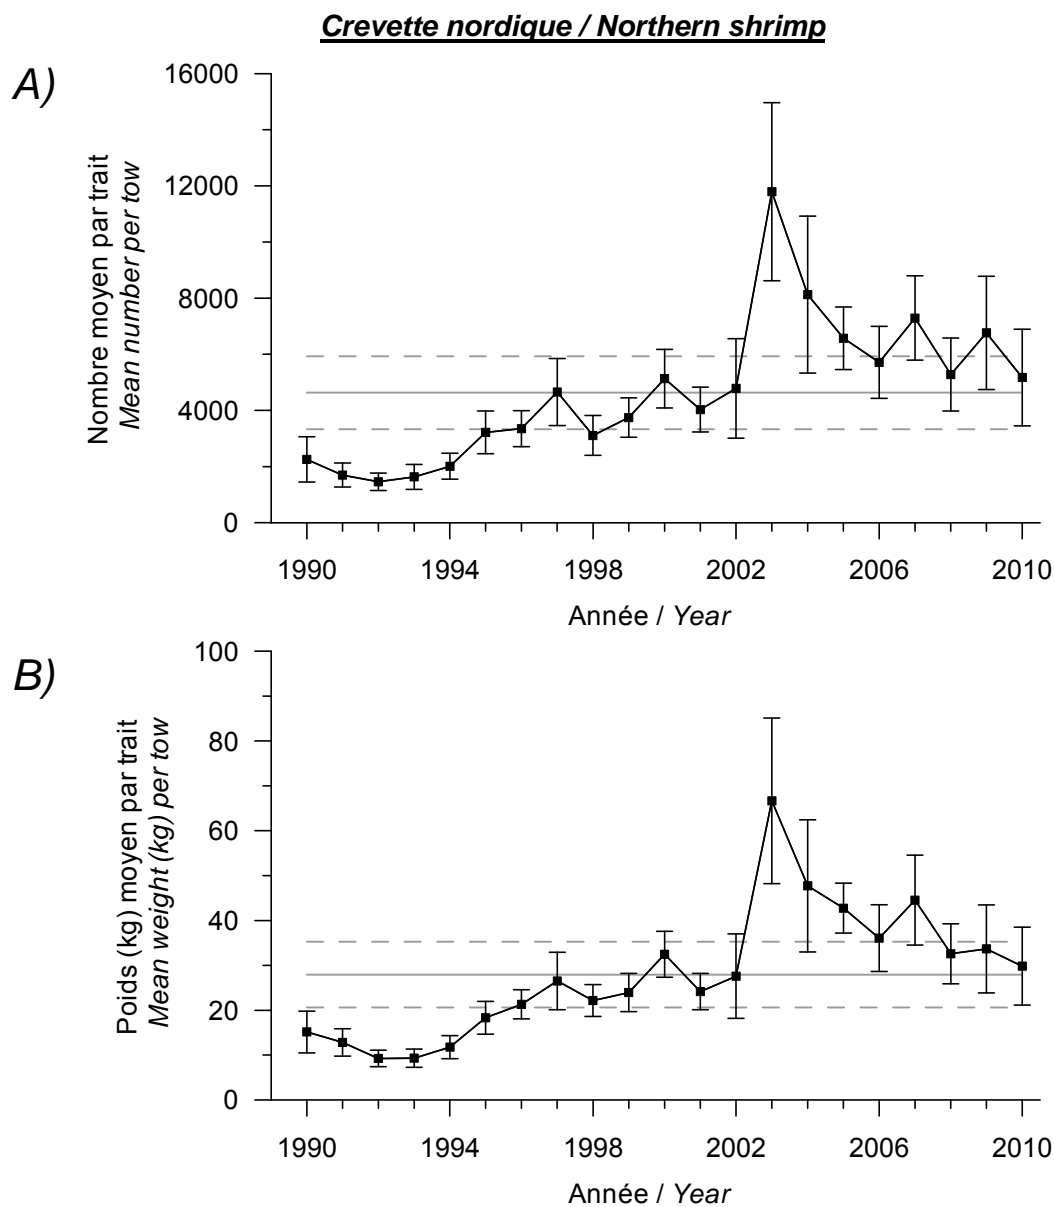 Crevette nordique / Northern shrimp
A)
Nombre moyen par trait
Mean number per tow
16000
12000
8000
4000
0
1990 1994 1998 2002 2006 2010
Année / Year
B)
Poids (kg) moyen par trait
Mean weight (kg) per tow
100
80
60
40
20
0
1990 1994 1998 2002 2006 2010
Année / Year